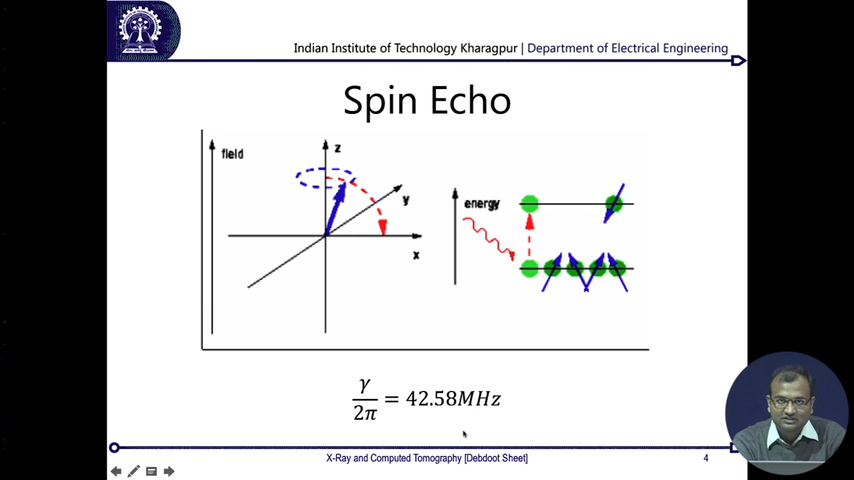 Indian Institute of Technology Kharagpur | Department of Electrical Engineering
Spin Echo
field
z
y
x
energy
γ/2π = 42.58MHz
X-Ray and Computed Tomography [Debdoot Sheet]
4